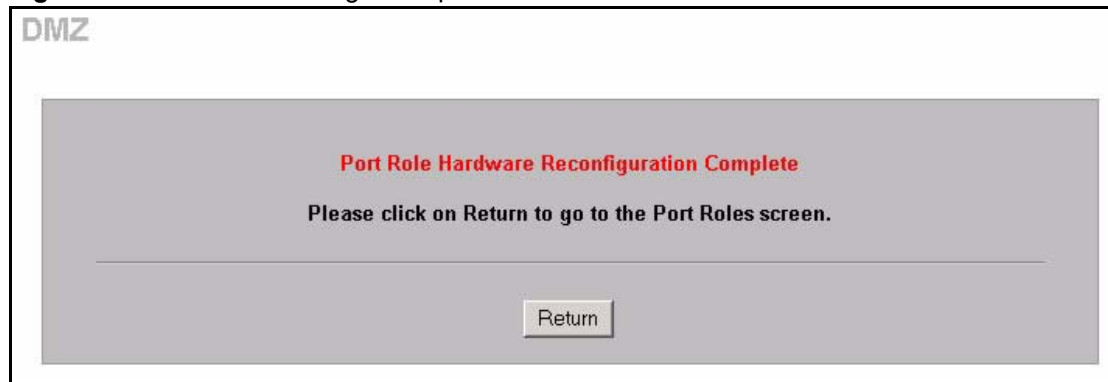 DMZ
Port Role Hardware Reconfiguration Complete
Please click on Return to go to the Port Roles screen.
Return